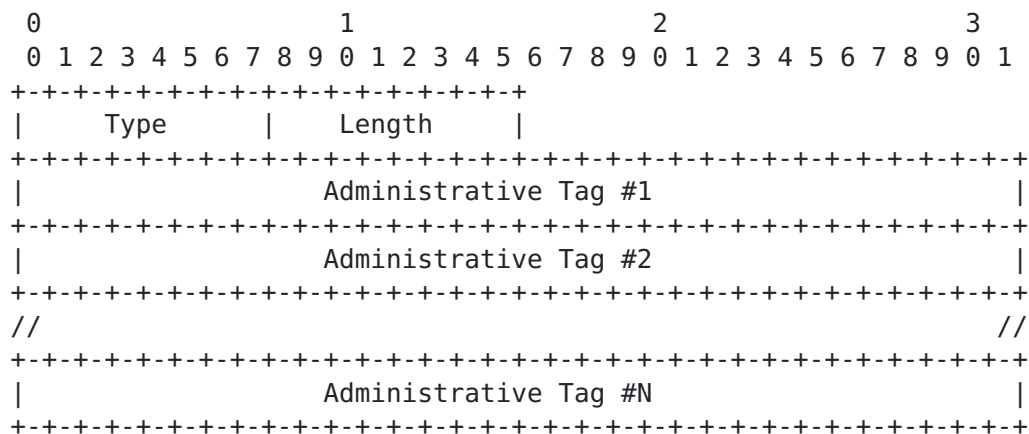 0                   1                   2                   3
 0 1 2 3 4 5 6 7 8 9 0 1 2 3 4 5 6 7 8 9 0 1 2 3 4 5 6 7 8 9 0 1
+-+-+-+-+-+-+-+-+-+-+-+-+-+-+-+-+
|     Type      |    Length     |
+-+-+-+-+-+-+-+-+-+-+-+-+-+-+-+-+-+-+-+-+-+-+-+-+-+-+-+-+-+-+-+-+
|                   Administrative Tag #1                       |
+-+-+-+-+-+-+-+-+-+-+-+-+-+-+-+-+-+-+-+-+-+-+-+-+-+-+-+-+-+-+-+-+
|                   Administrative Tag #2                       |
+-+-+-+-+-+-+-+-+-+-+-+-+-+-+-+-+-+-+-+-+-+-+-+-+-+-+-+-+-+-+-+-+
//                                                             //
+-+-+-+-+-+-+-+-+-+-+-+-+-+-+-+-+-+-+-+-+-+-+-+-+-+-+-+-+-+-+-+-+
|                   Administrative Tag #N                       |
+-+-+-+-+-+-+-+-+-+-+-+-+-+-+-+-+-+-+-+-+-+-+-+-+-+-+-+-+-+-+-+-+